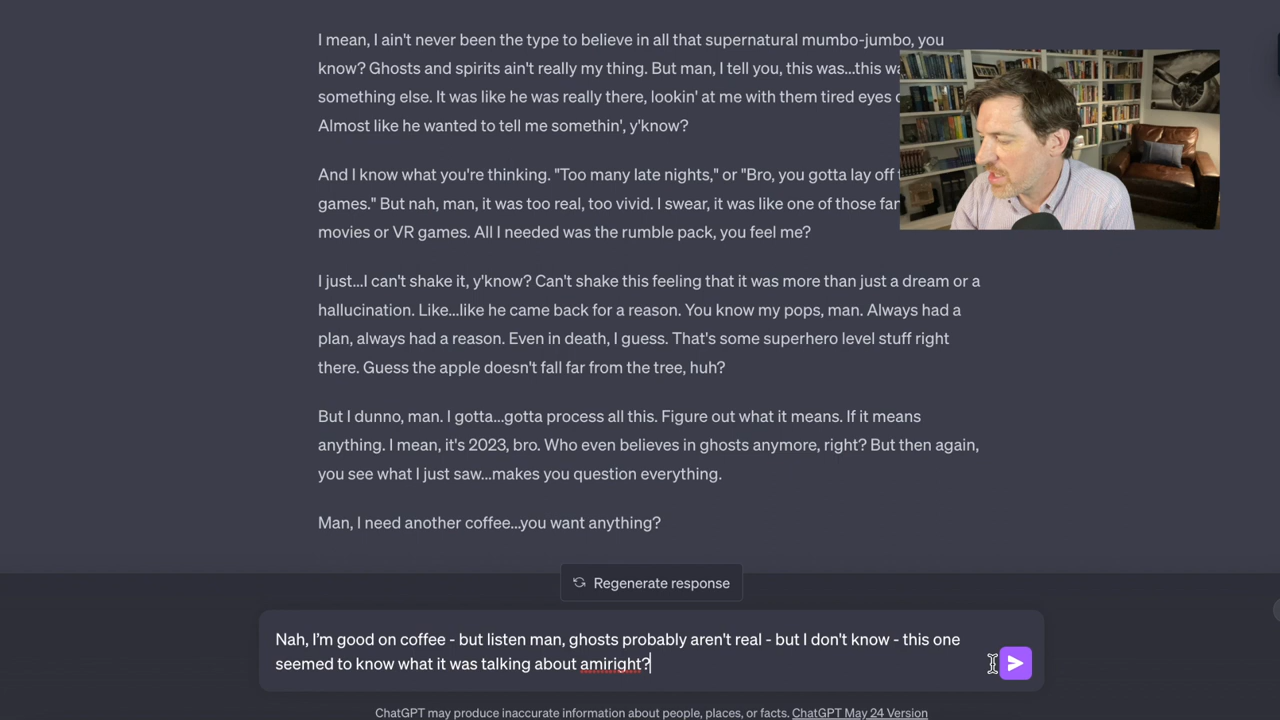 I mean, I ain't never been the type to believe in all that supernatural mumbo-jumbo, you
know? Ghosts and spirits ain't really my thing. But man, I tell you, this was...this
something else. It was like he was really there, lookin' at me with them tired eyes
Almost like he wanted to tell me somethin', y'know?
And I know what you're thinking. "Too many late nights," or "Bro, you gotta lay off
games." But nah, man, it was too real, too vivid. I swear, it was like one of those
movies or VR games. All I needed was the rumble pack, you feel me?
I just...I can't shake it, y'know? Can't shake this feeling that it was more than just a dream or a
hallucination. Like...like he came back for a reason. You know my pops, man. Always had a
plan, always had a reason. Even in death, I guess. That's some superhero level stuff right
there. Guess the apple doesn't fall far from the tree, huh?
But I dunno, man. I gotta...gotta process all this. Figure out what it means. If it means
anything. I mean, it's 2023, bro. Who even believes in ghosts anymore, right? But then again,
you see what I just saw...makes you question everything.
Man, I need another coffee...you want anything?
Regenerate response
Nah, I'm good on coffee - but listen man, ghosts probably aren't real - but I don't know - this one
seemed to know what it was talking about amiright?
ChatGPT may produce inaccurate information about people, places, or facts. ChatGPT May 24 Version